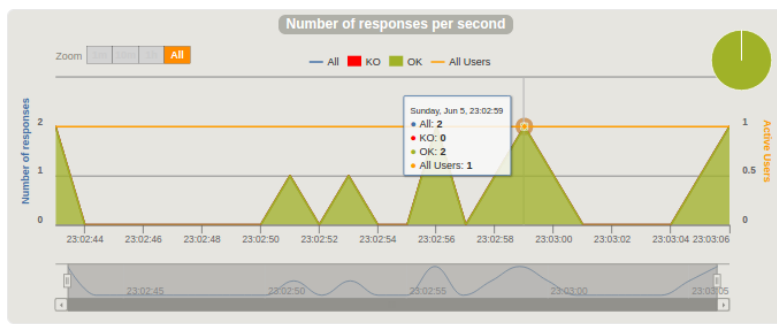 Number of responses per second
Zoom
All
All KO OK All Users
Number of responses
2
1
0
Sunday, Jun 5, 23:02:59
All: 2
KO: 0
OK: 2
All Users: 1
1
0.5
0
Active Users
23:02:44 23:02:46 23:02:48 23:02:50 23:02:52 23:02:54 23:02:56 23:02:58 23:03:00 23:03:02 23:03:04 23:03:06
23:02:45 23:02:50 23:02:55 23:03:00 23:03:05